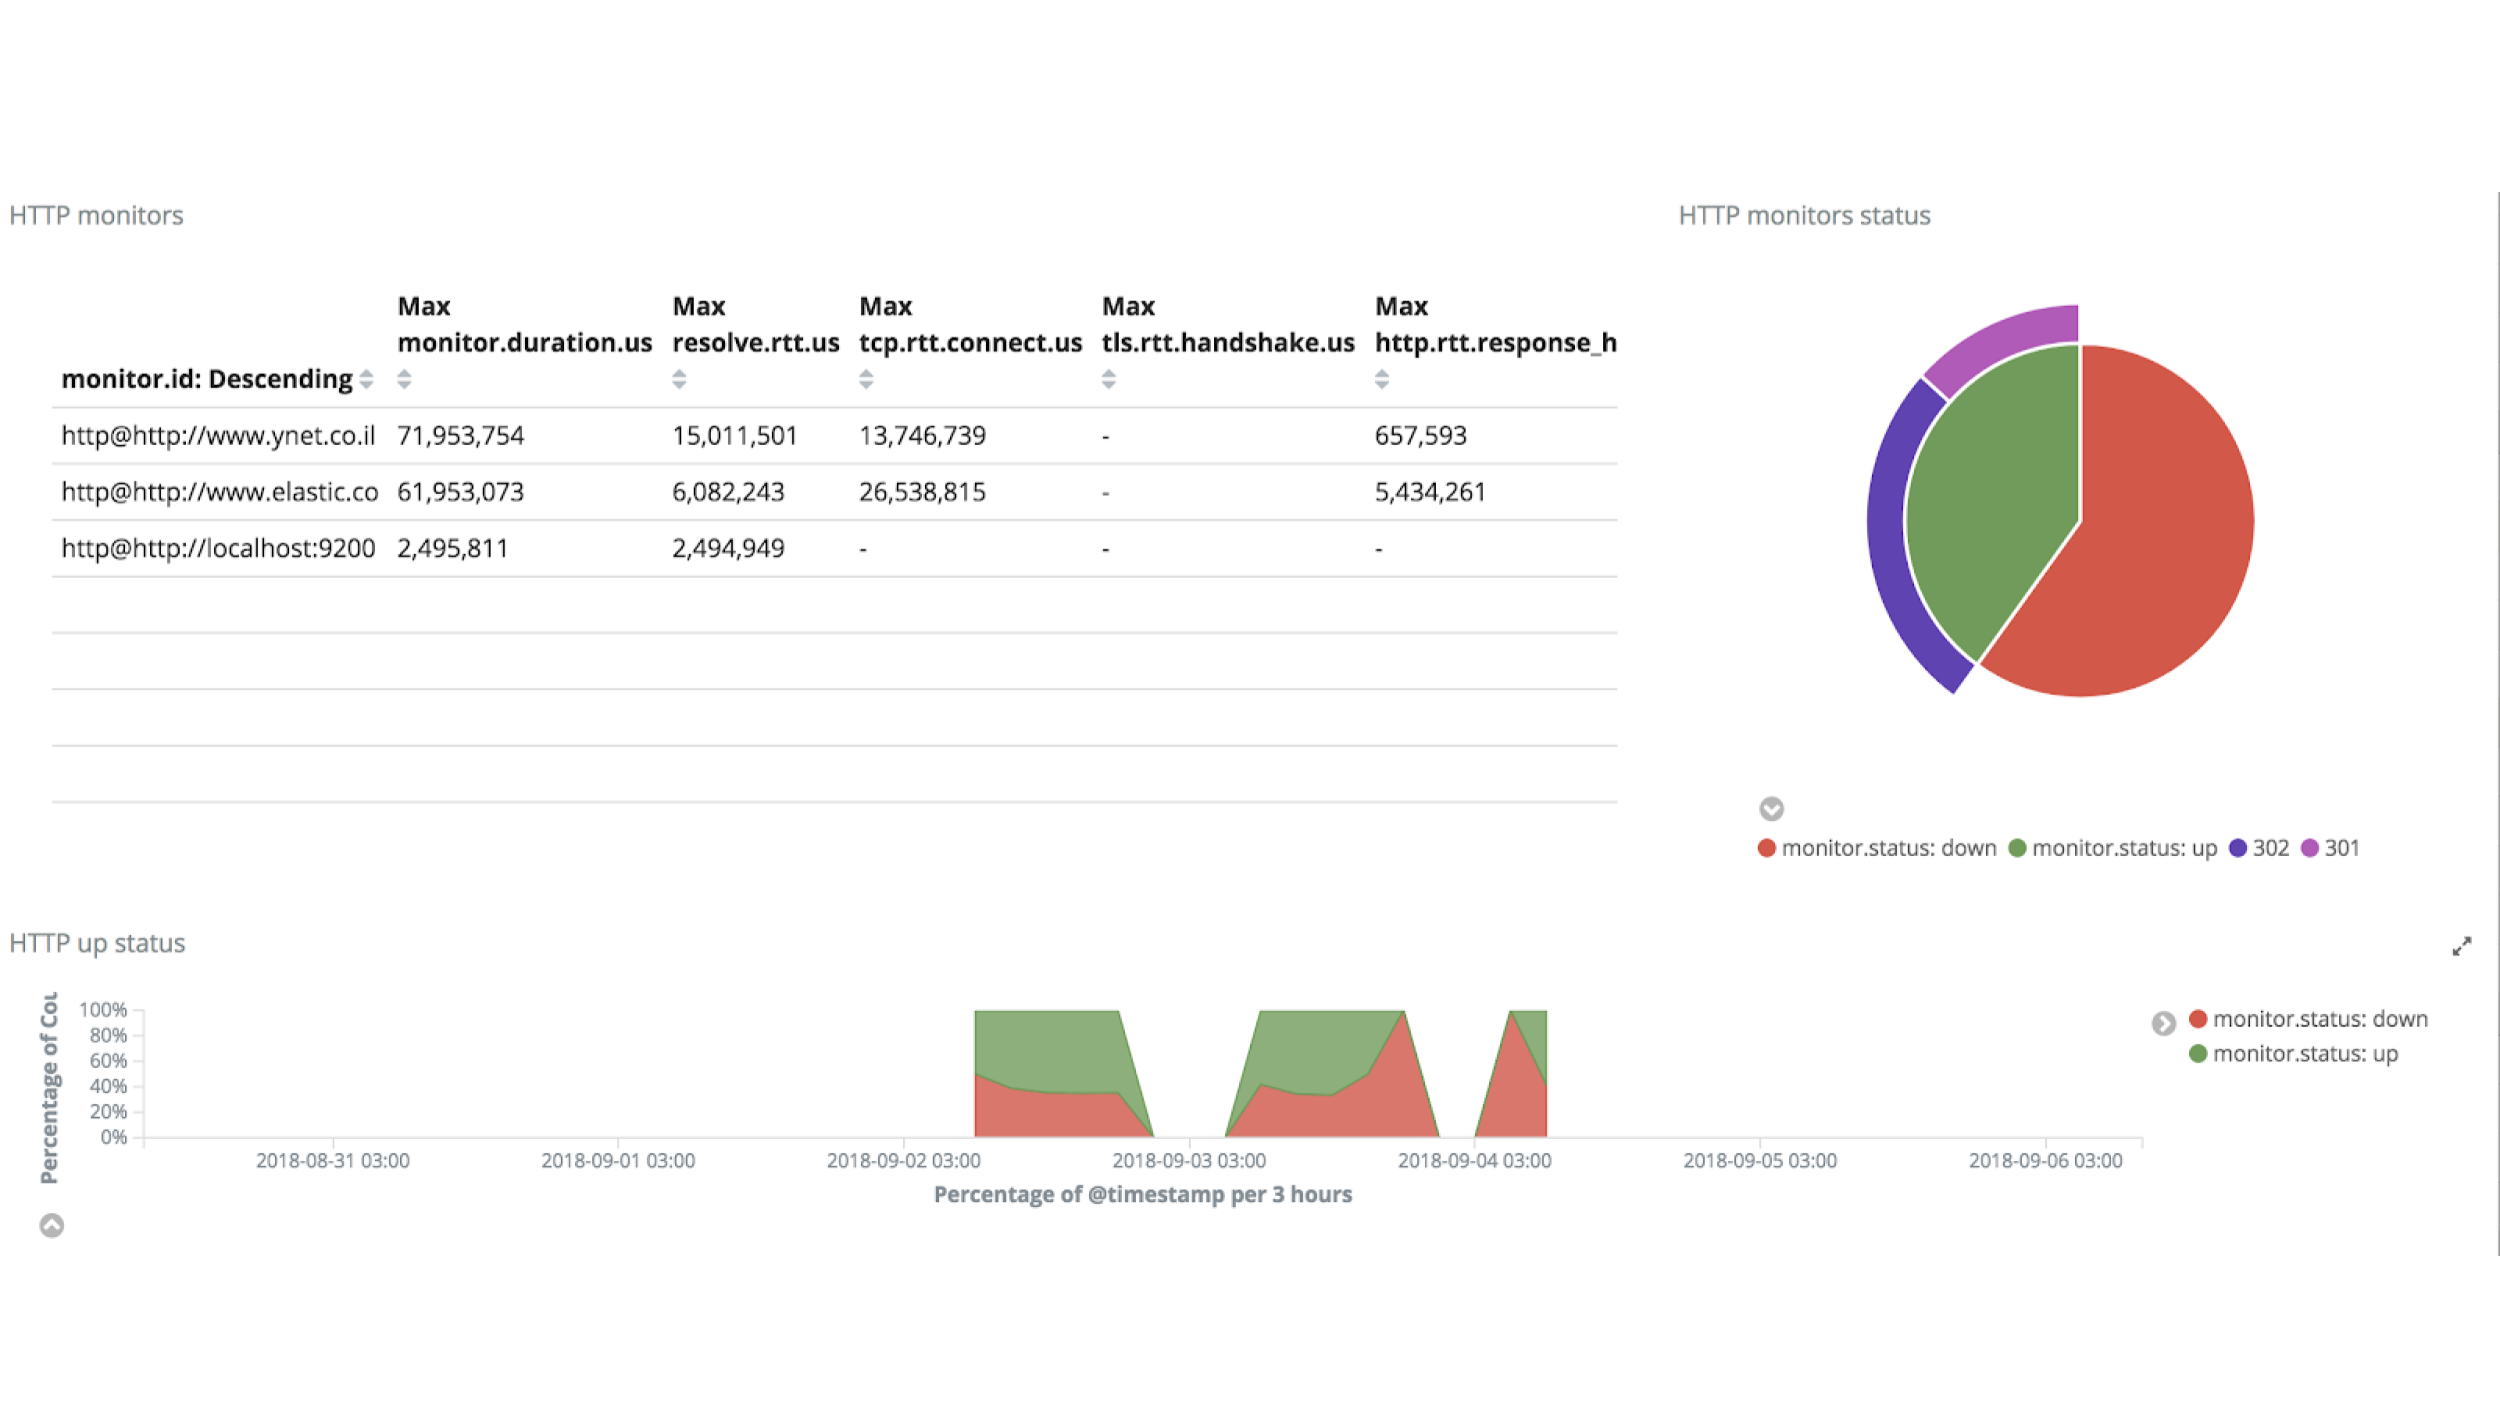 HTTP monitors
monitor.id: Descending
Max monitor.duration.us
Max resolve.rtt.us
Max tcp.rtt.connect.us
Max tls.rtt.handshake.us
Max http.rtt.response_h
http@http://www.ynet.co.il 71,953,754 15,011,501 13,746,739 - 657,593
http@http://www.elastic.co 61,953,073 6,082,243 26,538,815 - 5,434,261
http@http://localhost:9200 2,495,811 2,494,949 - - -
HTTP monitors status
monitor.status: down monitor.status: up 302 301
HTTP up status
Percentage of Cou
100%
80%
60%
40%
20%
0%
2018-08-31 03:00 2018-09-01 03:00 2018-09-02 03:00 2018-09-03 03:00 2018-09-04 03:00 2018-09-05 03:00 2018-09-06 03:00
Percentage of @timestamp per 3 hours
monitor.status: down
monitor.status: up